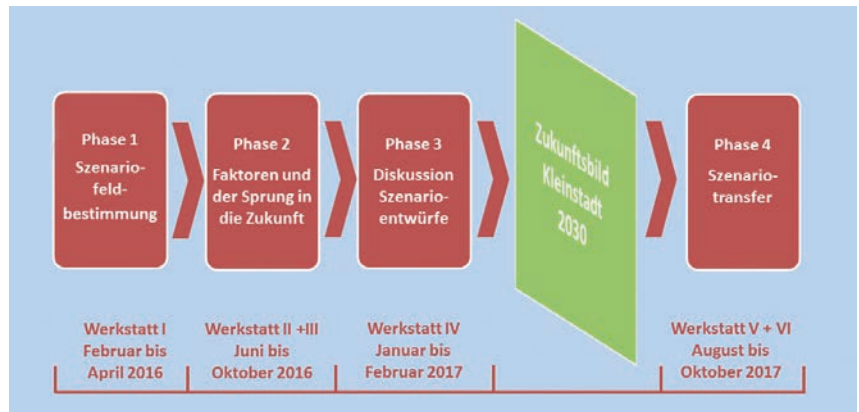 Phase 1
Szenario-
feld-
bestimmung
Phase 2
Faktoren und
der Sprung in
die Zukunft
Phase 3
Diskussion
Szenario-
entwürfe
Zukunftsbild
Kleinstadt
2030
Phase 4
Szenario-
transfer
Werkstatt I
Februar bis
April 2016
Werkstatt II +III
Juni bis
Oktober 2016
Werkstatt IV
Januar bis
Februar 2017
Werkstatt V + VI
August bis
Oktober 2017